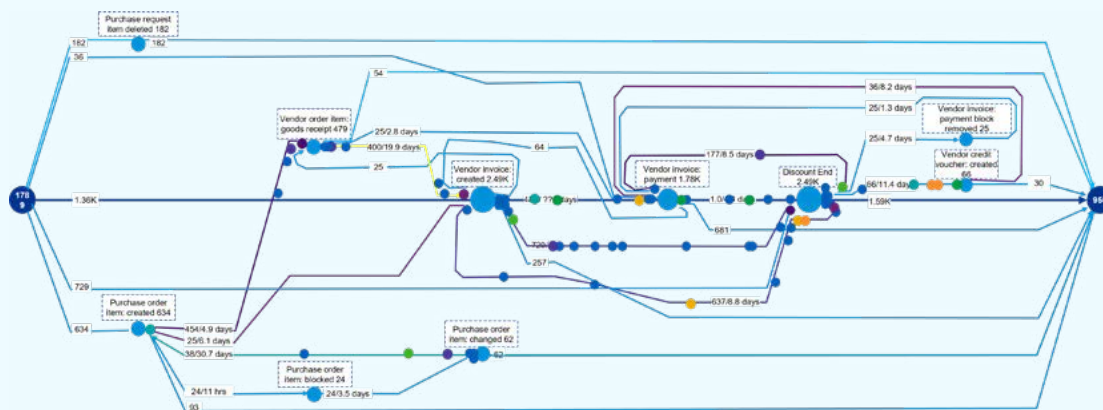 Purchase request
item deleted 182
182
182
36
54
36/8.2 days
25/1.3 days
Vendor invoice:
payment block
removed 25
Vendor order item:
goods receipt 479
25/2.8 days
400/19.9 days
64
25
25/4.7 days
177/8.5 days
Vendor invoice:
created 2.49K
Vendor invoice:
payment 1.78K
Discount End
2.49K
Vendor credit
voucher: created
66
66/11.4 days
30
178
9
1.36K
1.59K
956
681
729
257
729
637/8.8 days
Purchase order
item: created 634
634
454/4.9 days
25/6.1 days
38/30.7 days
Purchase order
item: changed 62
62
Purchase order
item: blocked 24
24/11 hrs
24/3.5 days
93